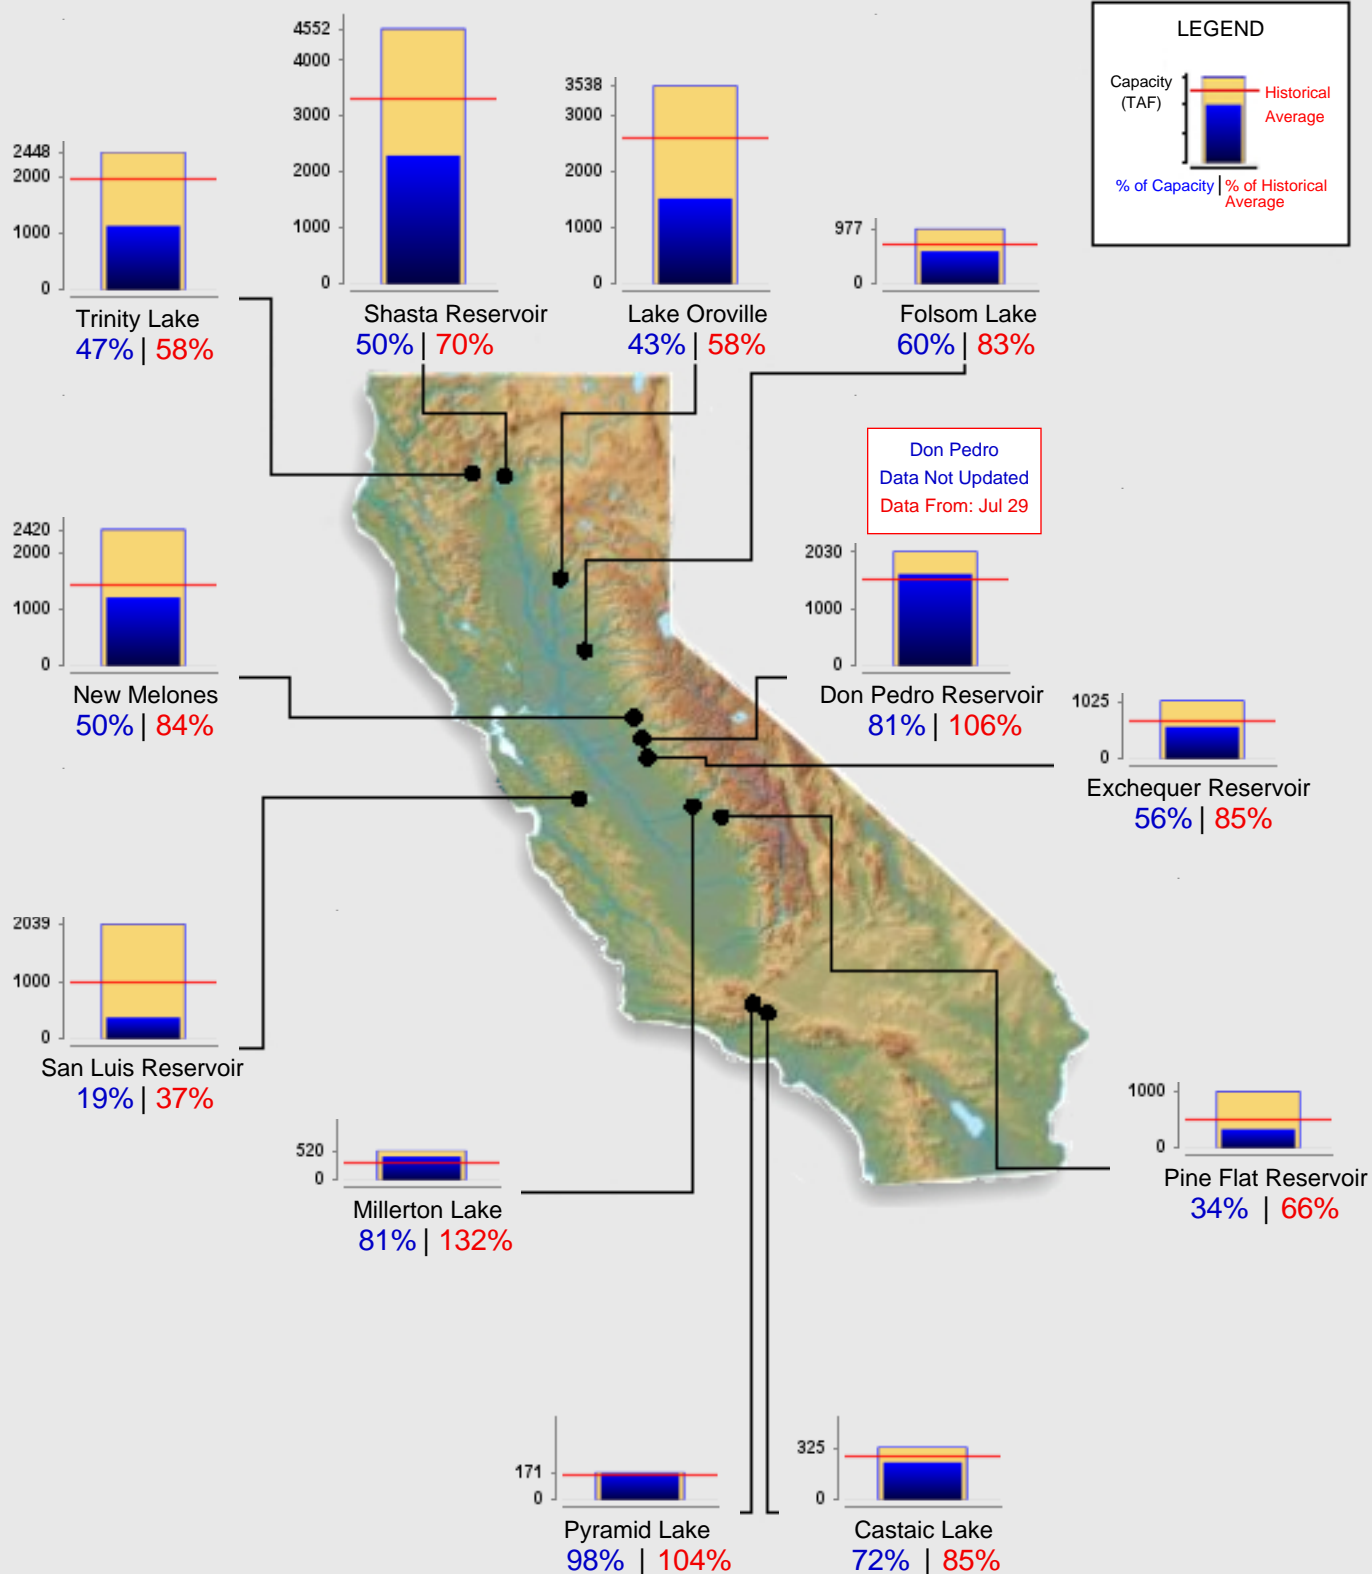 LEGEND
Capacity
(TAF)
Historical
Average
% of Capacity | % of Historical
Average
4552
4000
3000
2000
1000
0
Shasta Reservoir
50% | 70%
3538
3000
2000
1000
0
Lake Oroville
43% | 58%
2448
2000
1000
0
Trinity Lake
47% | 58%
977
0
Folsom Lake
60% | 83%
Don Pedro
Data Not Updated
Data From: Jul 29
2420
2000
1000
0
New Melones
50% | 84%
2030
1000
0
Don Pedro Reservoir
81% | 106%
1025
0
Exchequer Reservoir
56% | 85%
2039
1000
0
San Luis Reservoir
19% | 37%
520
0
Millerton Lake
81% | 132%
1000
0
Pine Flat Reservoir
34% | 66%
171
0
Pyramid Lake
98% | 104%
325
0
Castaic Lake
72% | 85%